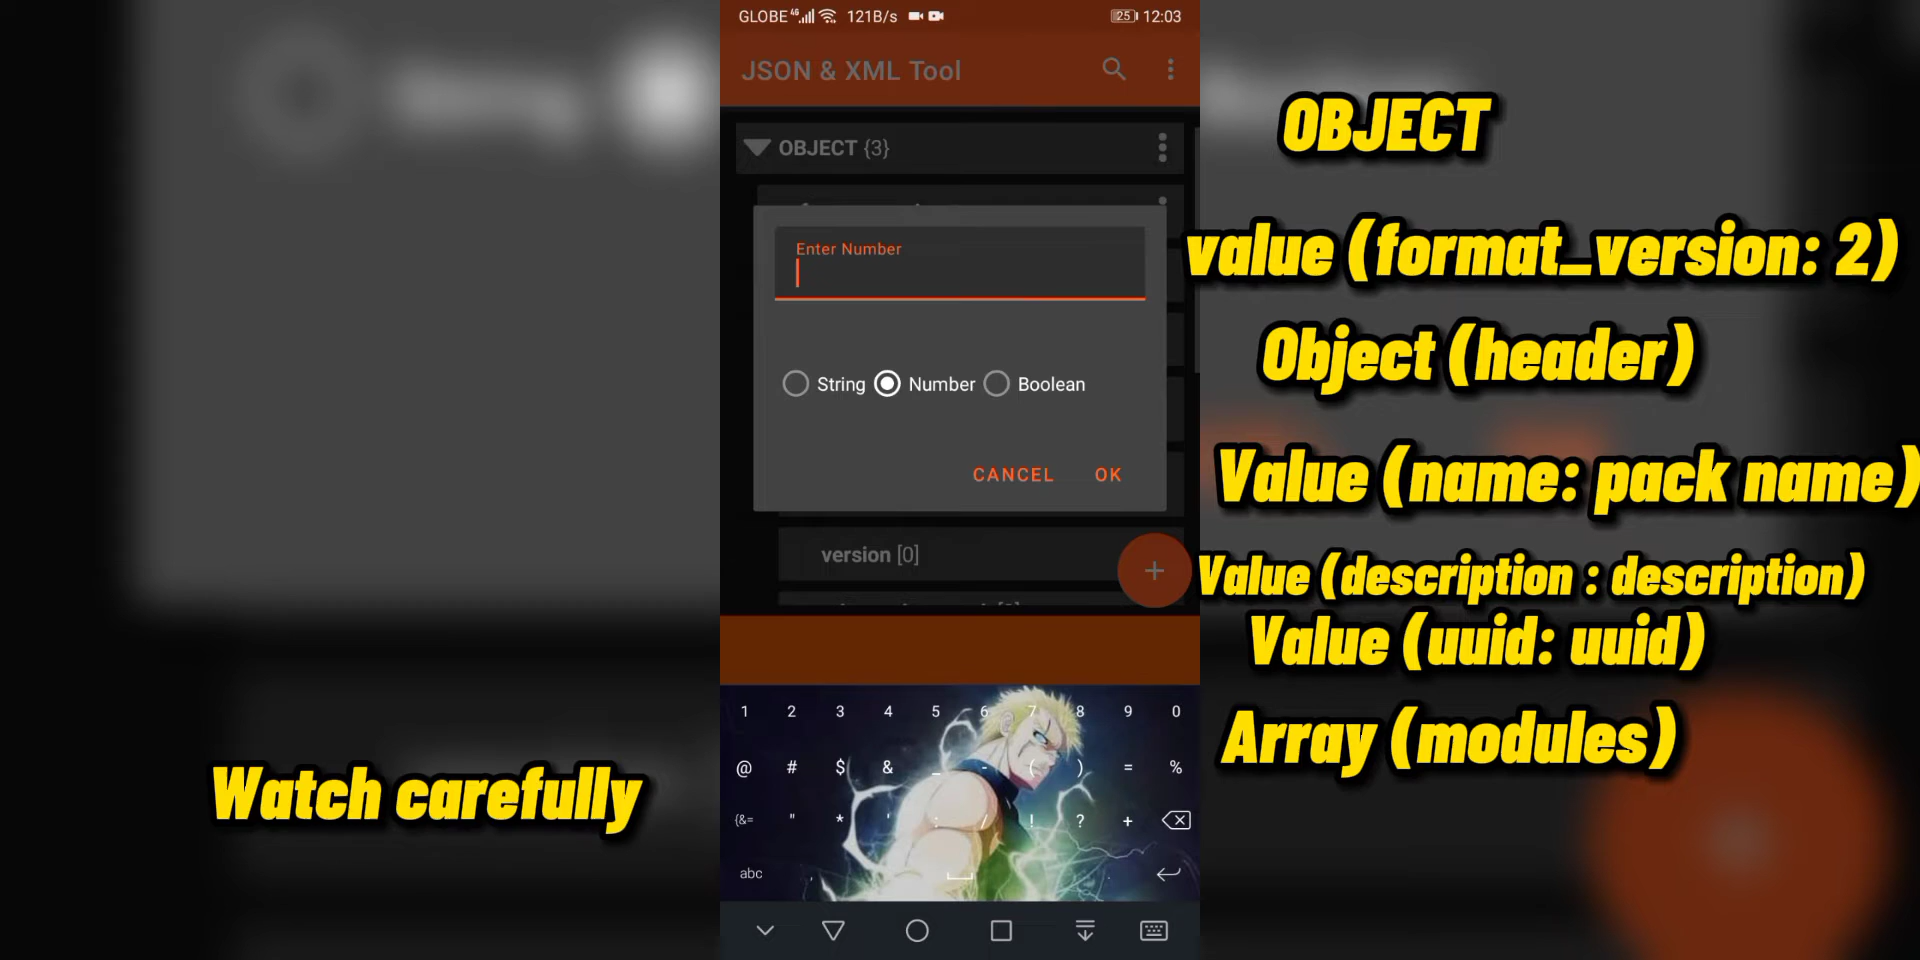 GLOBE 4G 121B/s 25 12:03
JSON & XML Tool
OBJECT {3}
Enter Number
String Number Boolean
CANCEL OK
version [0]
1 2 3 4 5 6 7 8 9 0
@ # $ & _ - ( ) = %
{&= " * ' : / ! ? +
abc , .
Watch carefully
OBJECT
value (format_version: 2)
Object (header)
Value (name: pack name)
Value (description : description)
Value (uuid: uuid)
Array (modules)